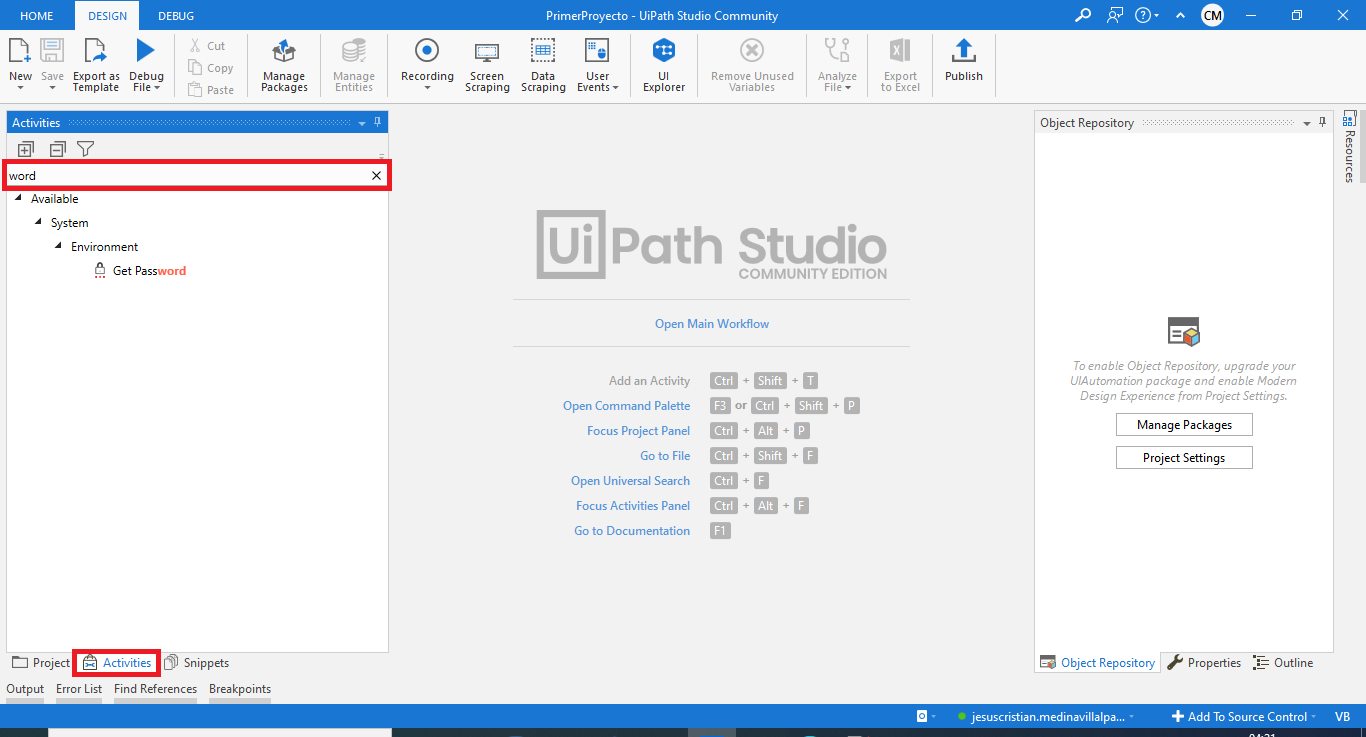 HOME DESIGN DEBUG PrimerProyecto - UiPath Studio Community ? CM
New Save Export as Template Debug File Cut Copy Paste Manage Packages Manage Entities Recording Screen Scraping Data Scraping User Events UI Explorer Remove Unused Variables Analyze File Export to Excel Publish
Activities
word
Available
System
Environment
Get Password
Project Activities Snippets
Ui Path Studio
COMMUNITY EDITION
Open Main Workflow
Add an Activity Ctrl + Shift + T
Open Command Palette F3 or Ctrl + Shift + P
Focus Project Panel Ctrl + Alt + P
Go to File Ctrl + Shift + F
Open Universal Search Ctrl + F
Focus Activities Panel Ctrl + Alt + F
Go to Documentation F1
Object Repository
Resources
To enable Object Repository, upgrade your
UIAutomation package and enable Modern
Design Experience from Project Settings.
Manage Packages
Project Settings
Object Repository Properties Outline
Output Error List Find References Breakpoints
jesuscristian.medinavillalpa... Add To Source Control VB